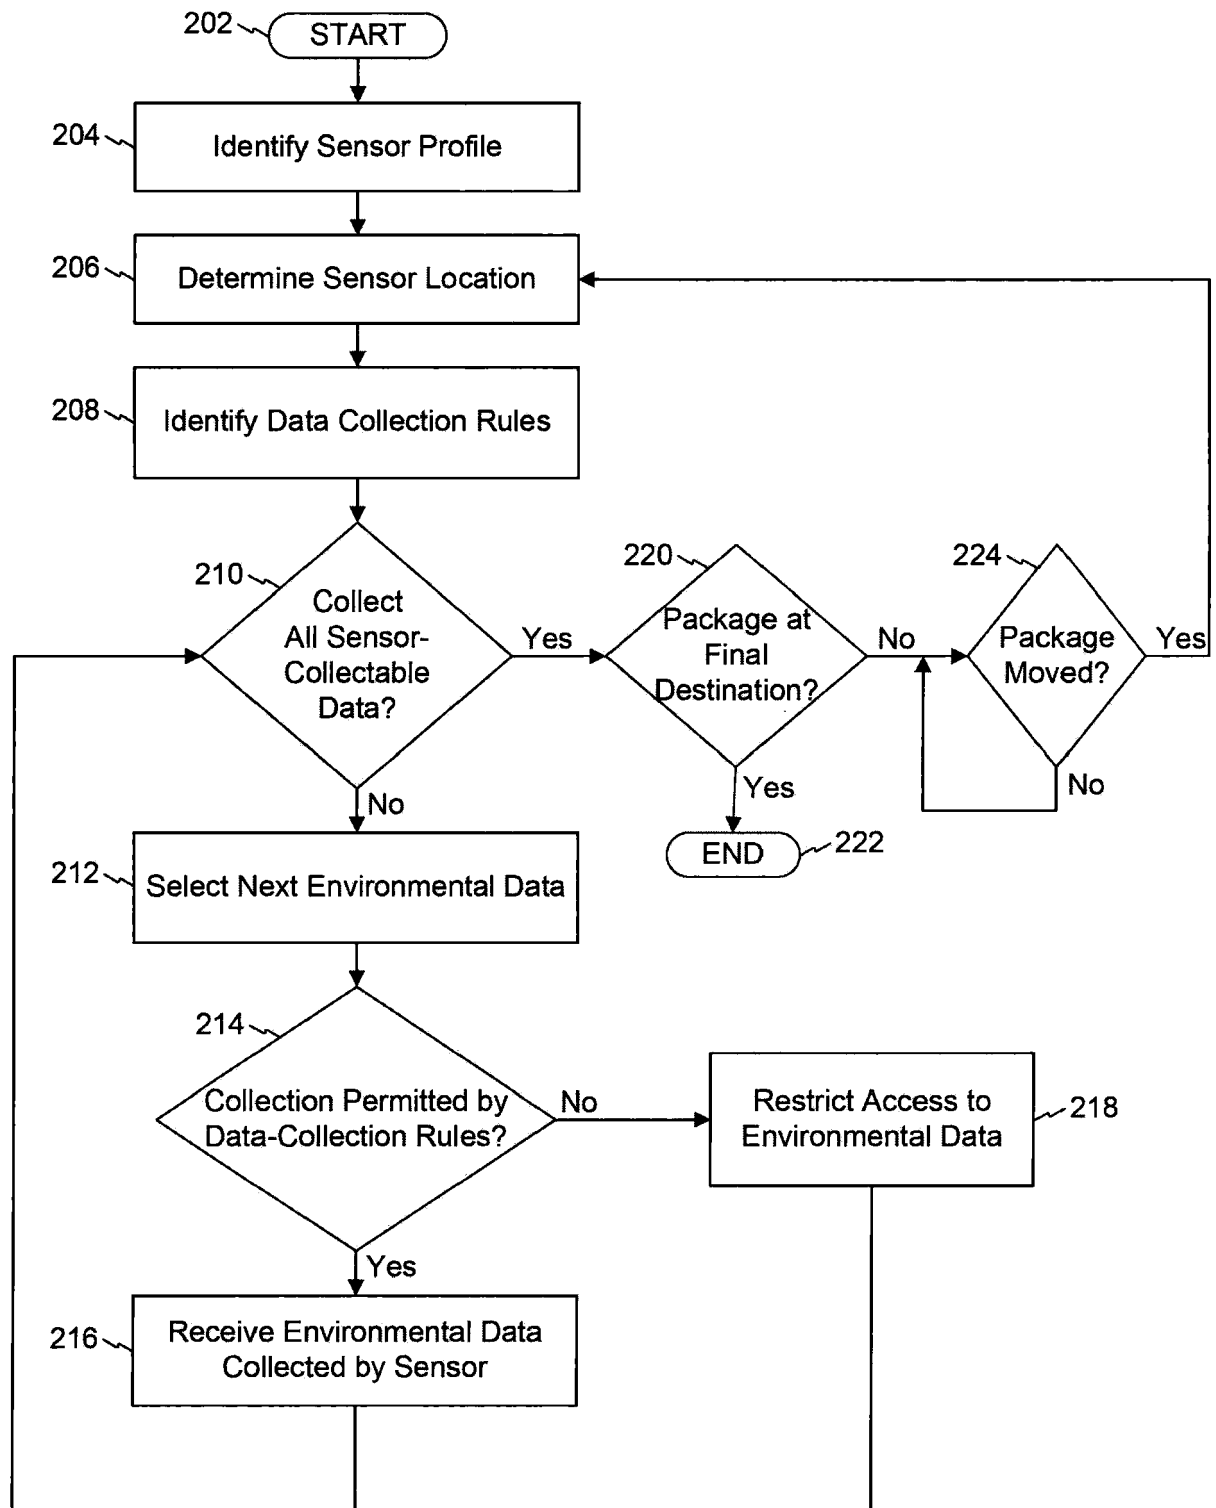 202
START
204
Identify Sensor Profile
206
Determine Sensor Location
208
Identify Data Collection Rules
210
Collect
All Sensor-
Collectable
Data?
Yes
No
220
Package at
Final
Destination?
No
Yes
224
Package
Moved?
Yes
No
END
222
212
Select Next Environmental Data
214
Collection Permitted by
Data-Collection Rules?
No
Yes
Restrict Access to
Environmental Data
218
216
Receive Environmental Data
Collected by Sensor